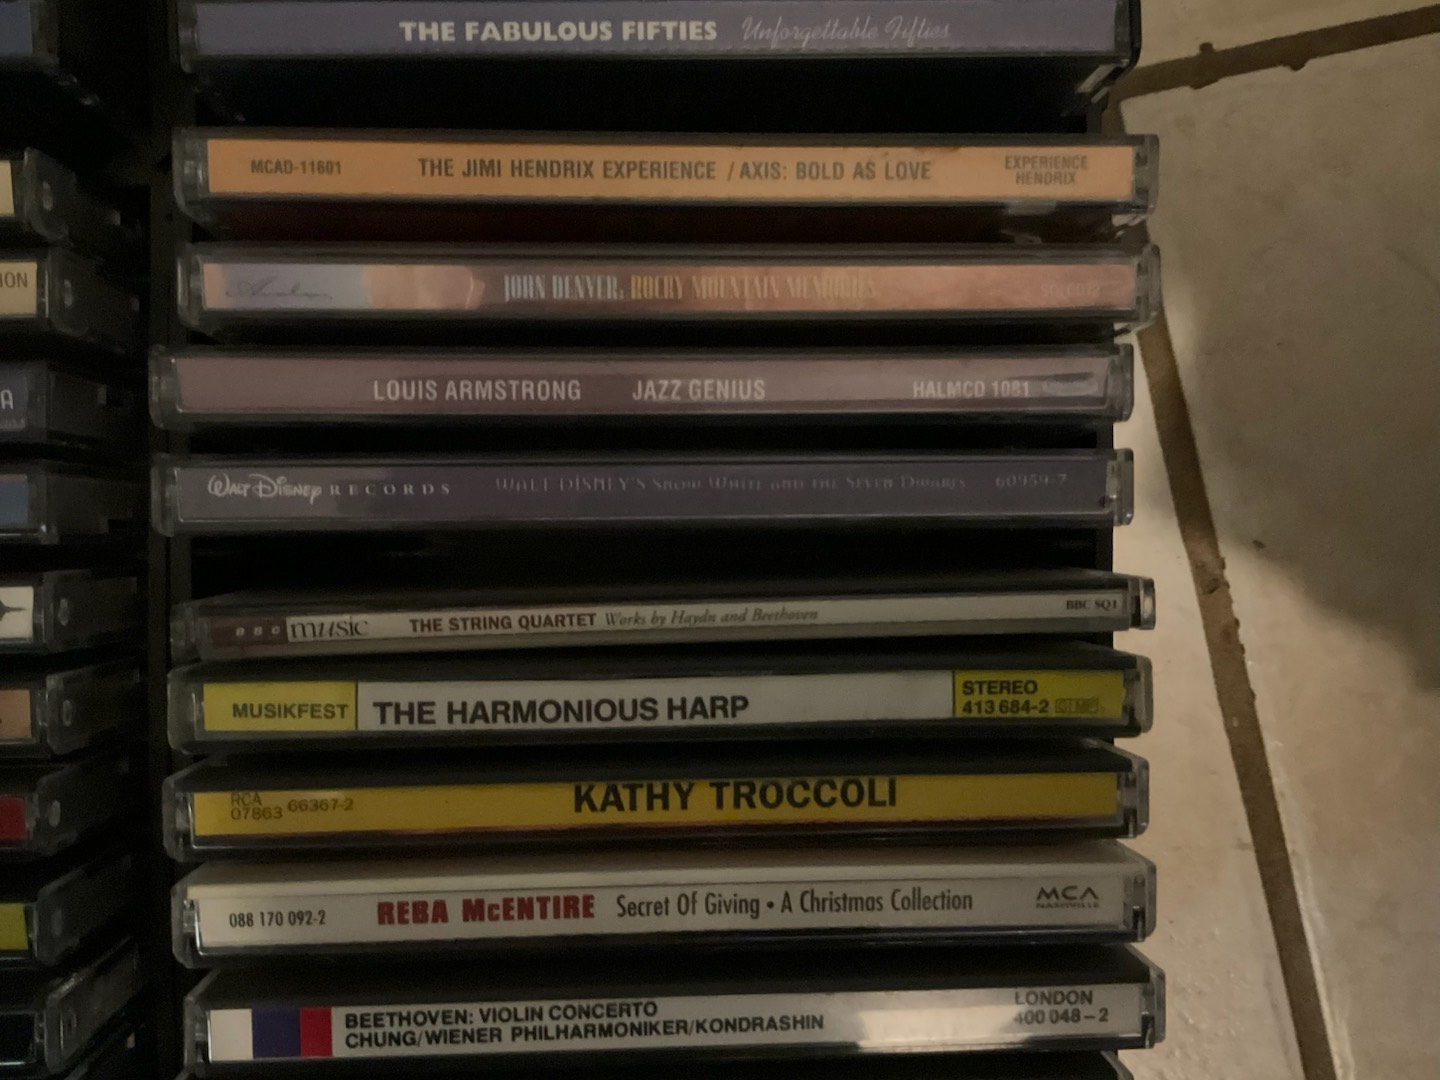 THE FABULOUS FIFTIES Unforgettable Fifties
MCAD-11601 THE JIMI HENDRIX EXPERIENCE / AXIS: BOLD AS LOVE EXPERIENCE
HENDRIX
JOHN DENVER: ROCKY MOUNTAIN MEMORIES
ION
LOUIS ARMSTRONG JAZZ GENIUS HALMCD 1081
A
WALT DISNEY RECORDS WALT DISNEY'S SNOW WHITE AND THE SEVEN DWARFS 60959-7
BBC music THE STRING QUARTET Works by Haydn and Beethoven BBC SQ1
MUSIKFEST THE HARMONIOUS HARP STEREO
413 684-2
RCA
07863 66367-2 KATHY TROCCOLI
088 170 092-2 REBA McENTIRE Secret Of Giving • A Christmas Collection MCA
NASHVILLE
BEETHOVEN: VIOLIN CONCERTO LONDON
CHUNG/WIENER PHILHARMONIKER/KONDRASHIN 400 048-2